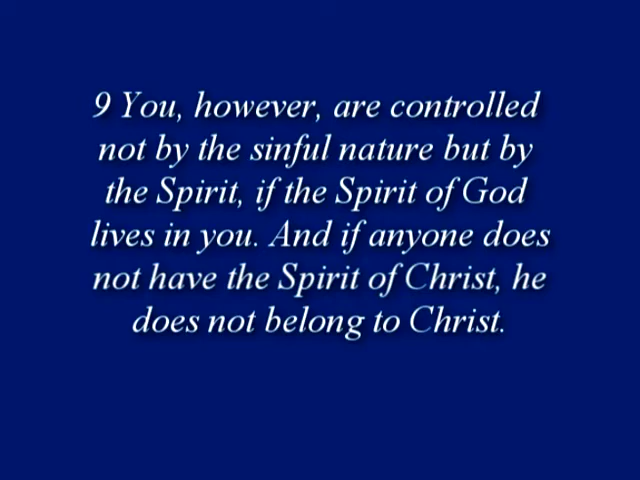 9 You, however, are controlled
not by the sinful nature but by
the Spirit, if the Spirit of God
lives in you. And if anyone does
not have the Spirit of Christ, he
does not belong to Christ.